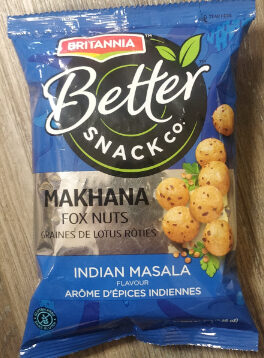 BRITANNIA
Better
SNACK CO.
MAKHANA
FOX NUTS
GRAINES DE LOTUS RÔTIES
INDIAN MASALA
FLAVOUR
ARÔME D'ÉPICES INDIENNES